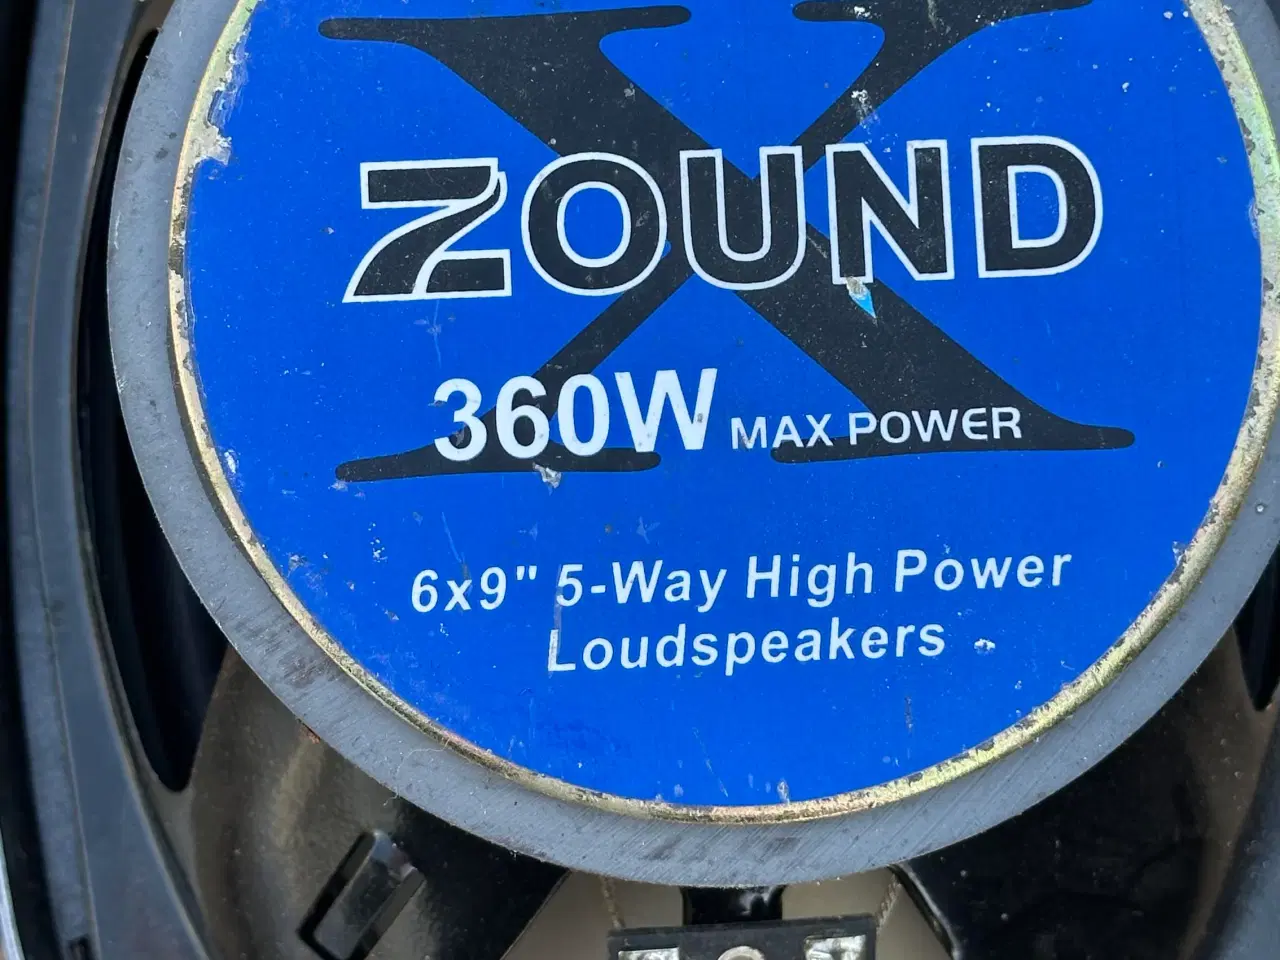 X
ZOUND
360W MAX POWER
6x9" 5-Way High Power
Loudspeakers